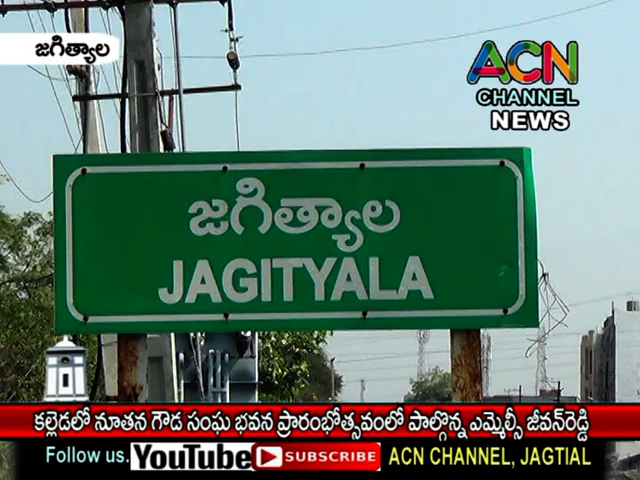 జగిత్యాల
ACN
CHANNEL
NEWS
జగిత్యాల
JAGITYALA
కల్లెడలో నూతన గౌడ సంఘ భవన ప్రారంభోత్సవంలో పాల్గొన్న ఎమ్మెల్సీ జీవన్‌రెడ్డి
Follow us. YouTube SUBSCRIBE ACN CHANNEL, JAGTIAL